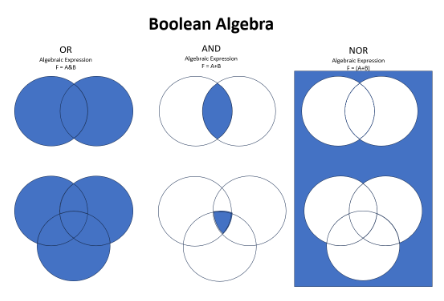 Boolean Algebra
OR
Algebraic Expression
F = A&B
AND
Algebraic Expression
F = A+B
NOR
Algebraic Expression
F = (A+B)